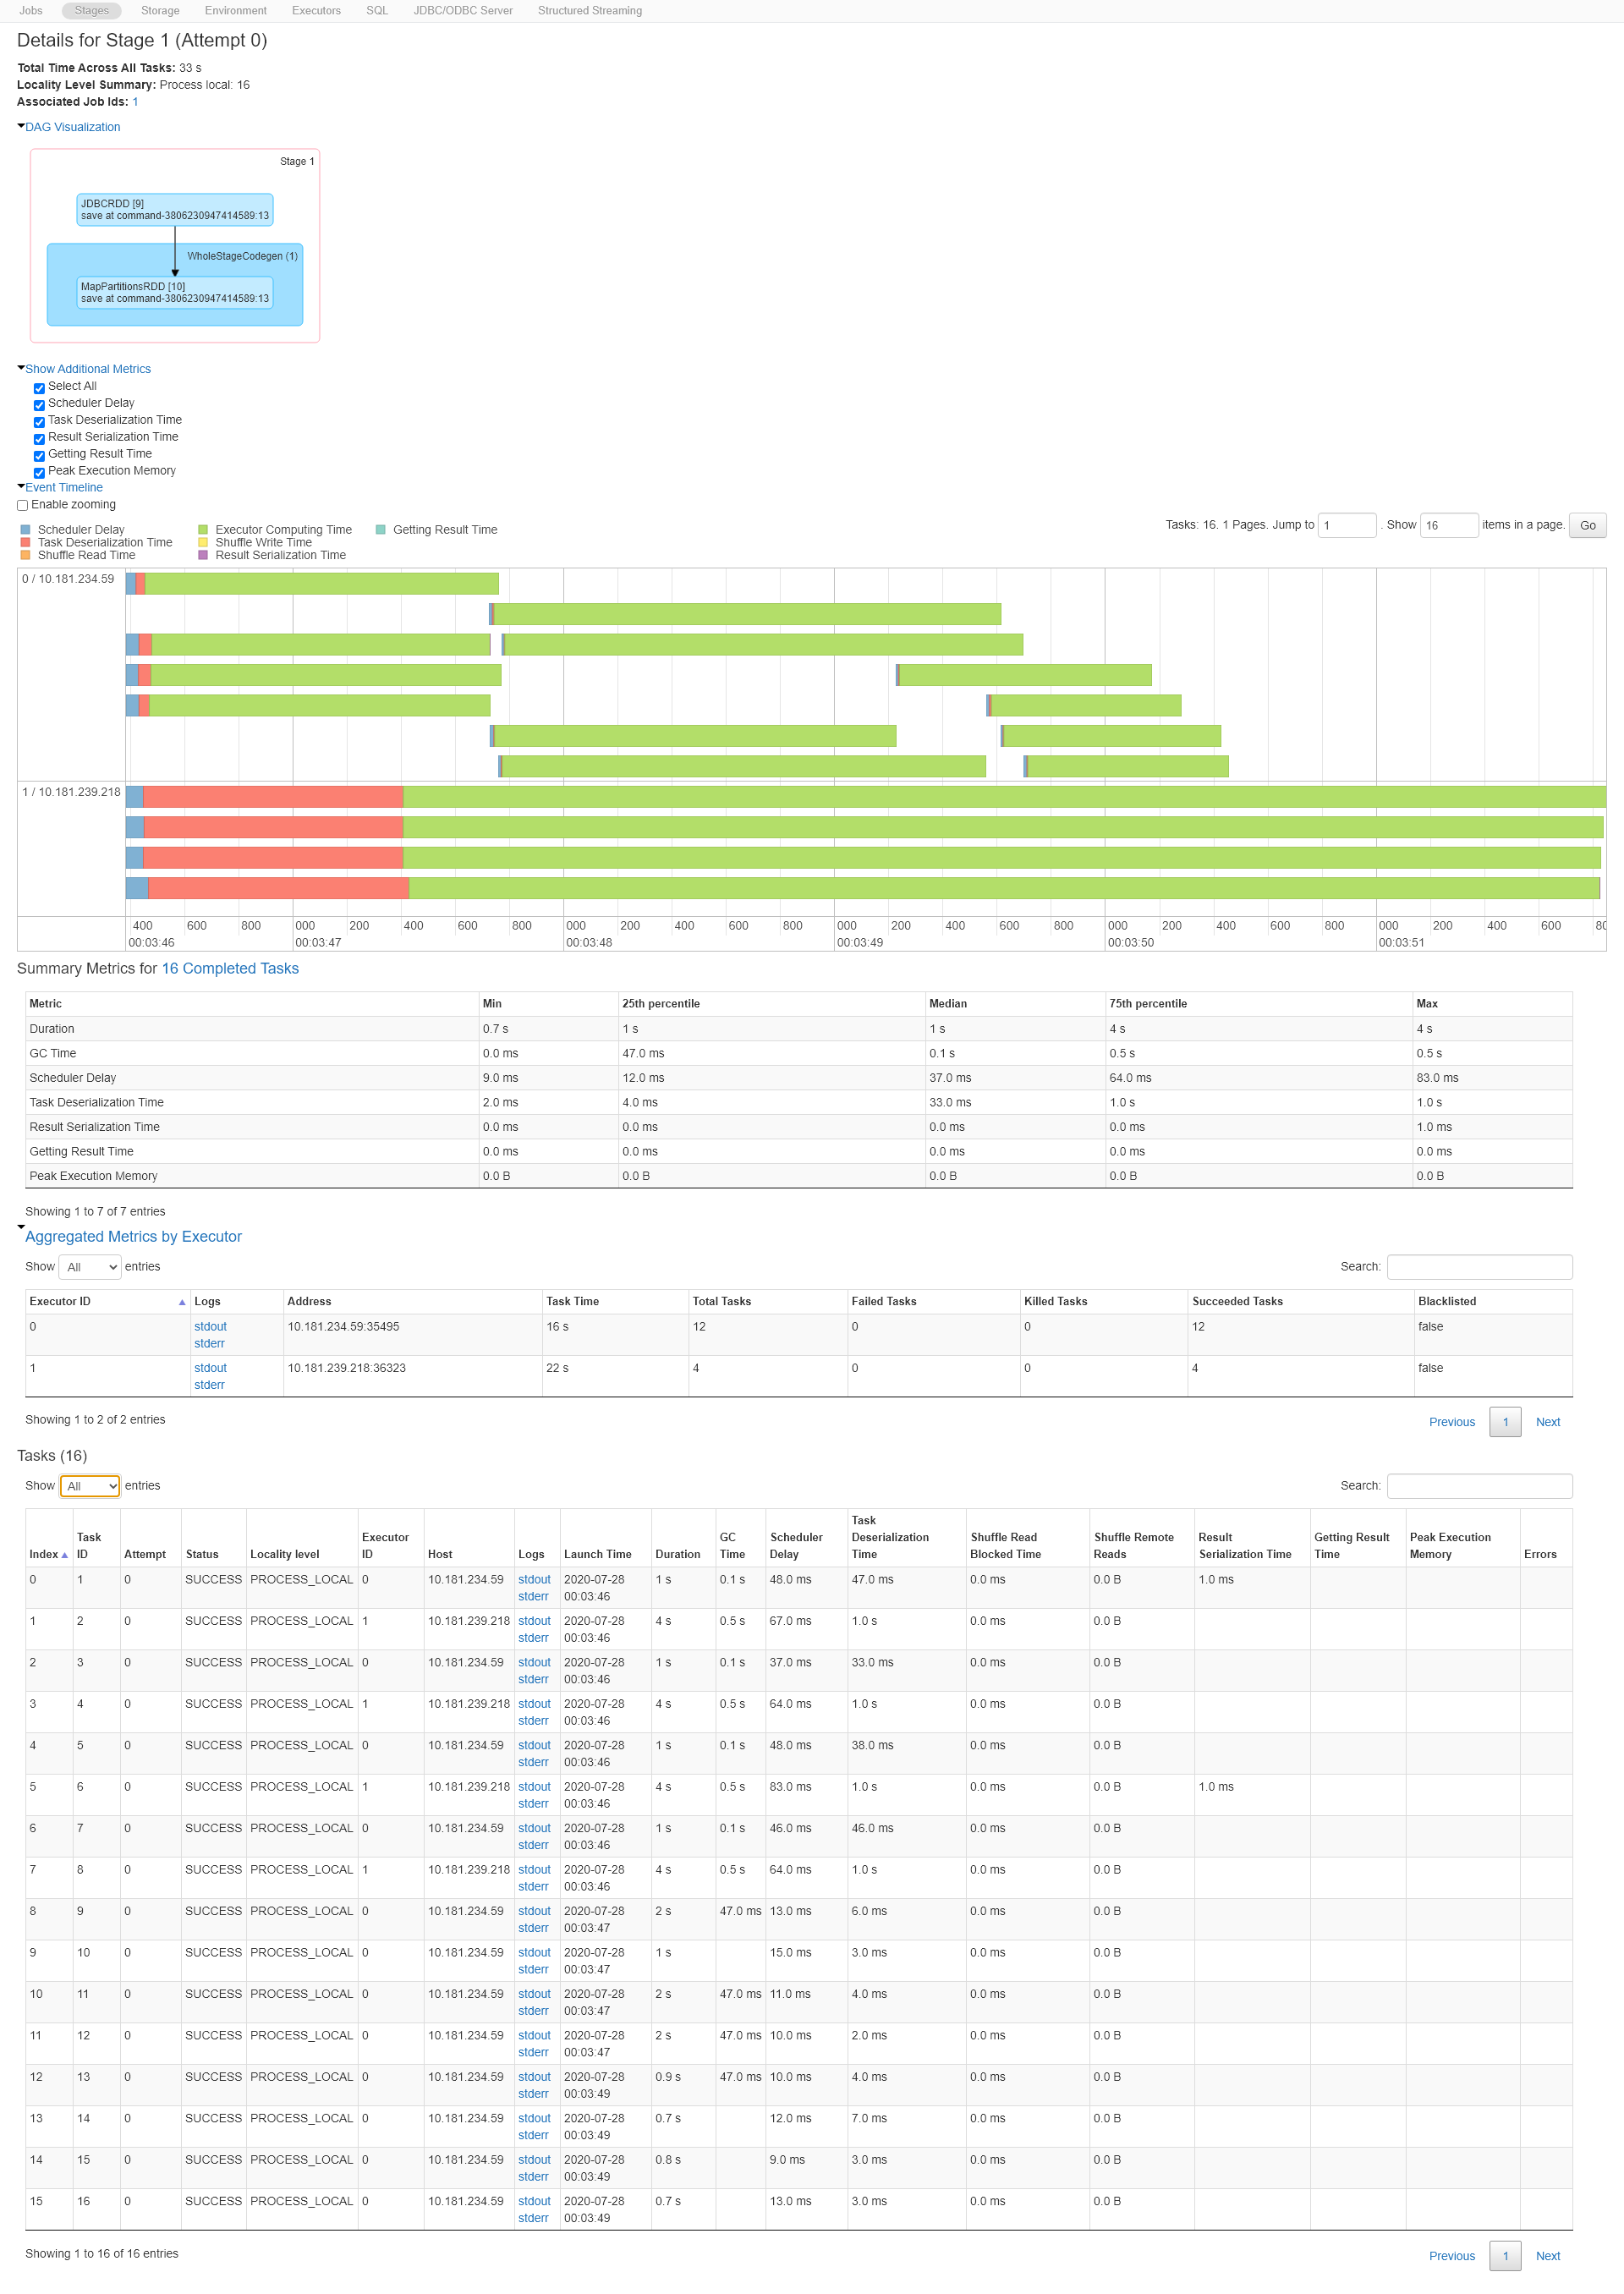 Jobs Stages Storage Environment Executors SQL JDBC/ODBC Server Structured Streaming
Details for Stage 1 (Attempt 0)
Total Time Across All Tasks: 33 s
Locality Level Summary: Process local: 16
Associated Job Ids: 1
DAG Visualization
Stage 1
JDBCRDD [9]
save at command-3806230947414589:13
WholeStageCodegen (1)
MapPartitionsRDD [10]
save at command-3806230947414589:13
Show Additional Metrics
Select All
Scheduler Delay
Task Deserialization Time
Result Serialization Time
Getting Result Time
Peak Execution Memory
Event Timeline
Enable zooming
Tasks: 16. 1 Pages. Jump to 1 . Show 16 items in a page. Go
Scheduler Delay Executor Computing Time Getting Result Time
Task Deserialization Time Shuffle Write Time
Shuffle Read Time Result Serialization Time
0 / 10.181.234.59
1 / 10.181.239.218
400 600 800 000 200 400 600 800 000 200 400 600 800 000 200 400 600 800 000 200 400 600 800 000 200 400 600 80
00:03:46 00:03:47 00:03:48 00:03:49 00:03:50 00:03:51
Summary Metrics for 16 Completed Tasks
Metric Min 25th percentile Median 75th percentile Max
Duration 0.7 s 1 s 1 s 4 s 4 s
GC Time 0.0 ms 47.0 ms 0.1 s 0.5 s 0.5 s
Scheduler Delay 9.0 ms 12.0 ms 37.0 ms 64.0 ms 83.0 ms
Task Deserialization Time 2.0 ms 4.0 ms 33.0 ms 1.0 s 1.0 s
Result Serialization Time 0.0 ms 0.0 ms 0.0 ms 0.0 ms 1.0 ms
Getting Result Time 0.0 ms 0.0 ms 0.0 ms 0.0 ms 0.0 ms
Peak Execution Memory 0.0 B 0.0 B 0.0 B 0.0 B 0.0 B
Showing 1 to 7 of 7 entries
Aggregated Metrics by Executor
Show All entries Search:
Executor ID Logs Address Task Time Total Tasks Failed Tasks Killed Tasks Succeeded Tasks Blacklisted
0 stdout 10.181.234.59:35495 16 s 12 0 0 12 false
stderr
1 stdout 10.181.239.218:36323 22 s 4 0 0 4 false
stderr
Showing 1 to 2 of 2 entries Previous 1 Next
Tasks (16)
Show All entries Search:
Task
Task Executor GC Scheduler Deserialization Shuffle Read Shuffle Remote Result Getting Result Peak Execution
Index ID Attempt Status Locality level ID Host Logs Launch Time Duration Time Delay Time Blocked Time Reads Serialization Time Time Memory Errors
0 1 0 SUCCESS PROCESS_LOCAL 0 10.181.234.59 stdout 2020-07-28 1 s 0.1 s 48.0 ms 47.0 ms 0.0 ms 0.0 B 1.0 ms
stderr 00:03:46
1 2 0 SUCCESS PROCESS_LOCAL 1 10.181.239.218 stdout 2020-07-28 4 s 0.5 s 67.0 ms 1.0 s 0.0 ms 0.0 B
stderr 00:03:46
2 3 0 SUCCESS PROCESS_LOCAL 0 10.181.234.59 stdout 2020-07-28 1 s 0.1 s 37.0 ms 33.0 ms 0.0 ms 0.0 B
stderr 00:03:46
3 4 0 SUCCESS PROCESS_LOCAL 1 10.181.239.218 stdout 2020-07-28 4 s 0.5 s 64.0 ms 1.0 s 0.0 ms 0.0 B
stderr 00:03:46
4 5 0 SUCCESS PROCESS_LOCAL 0 10.181.234.59 stdout 2020-07-28 1 s 0.1 s 48.0 ms 38.0 ms 0.0 ms 0.0 B
stderr 00:03:46
5 6 0 SUCCESS PROCESS_LOCAL 1 10.181.239.218 stdout 2020-07-28 4 s 0.5 s 83.0 ms 1.0 s 0.0 ms 0.0 B 1.0 ms
stderr 00:03:46
6 7 0 SUCCESS PROCESS_LOCAL 0 10.181.234.59 stdout 2020-07-28 1 s 0.1 s 46.0 ms 46.0 ms 0.0 ms 0.0 B
stderr 00:03:46
7 8 0 SUCCESS PROCESS_LOCAL 1 10.181.239.218 stdout 2020-07-28 4 s 0.5 s 64.0 ms 1.0 s 0.0 ms 0.0 B
stderr 00:03:46
8 9 0 SUCCESS PROCESS_LOCAL 0 10.181.234.59 stdout 2020-07-28 2 s 47.0 ms 13.0 ms 6.0 ms 0.0 ms 0.0 B
stderr 00:03:47
9 10 0 SUCCESS PROCESS_LOCAL 0 10.181.234.59 stdout 2020-07-28 1 s 15.0 ms 3.0 ms 0.0 ms 0.0 B
stderr 00:03:47
10 11 0 SUCCESS PROCESS_LOCAL 0 10.181.234.59 stdout 2020-07-28 2 s 47.0 ms 11.0 ms 4.0 ms 0.0 ms 0.0 B
stderr 00:03:47
11 12 0 SUCCESS PROCESS_LOCAL 0 10.181.234.59 stdout 2020-07-28 2 s 47.0 ms 10.0 ms 2.0 ms 0.0 ms 0.0 B
stderr 00:03:47
12 13 0 SUCCESS PROCESS_LOCAL 0 10.181.234.59 stdout 2020-07-28 0.9 s 47.0 ms 10.0 ms 4.0 ms 0.0 ms 0.0 B
stderr 00:03:49
13 14 0 SUCCESS PROCESS_LOCAL 0 10.181.234.59 stdout 2020-07-28 0.7 s 12.0 ms 7.0 ms 0.0 ms 0.0 B
stderr 00:03:49
14 15 0 SUCCESS PROCESS_LOCAL 0 10.181.234.59 stdout 2020-07-28 0.8 s 9.0 ms 3.0 ms 0.0 ms 0.0 B
stderr 00:03:49
15 16 0 SUCCESS PROCESS_LOCAL 0 10.181.234.59 stdout 2020-07-28 0.7 s 13.0 ms 3.0 ms 0.0 ms 0.0 B
stderr 00:03:49
Showing 1 to 16 of 16 entries Previous 1 Next